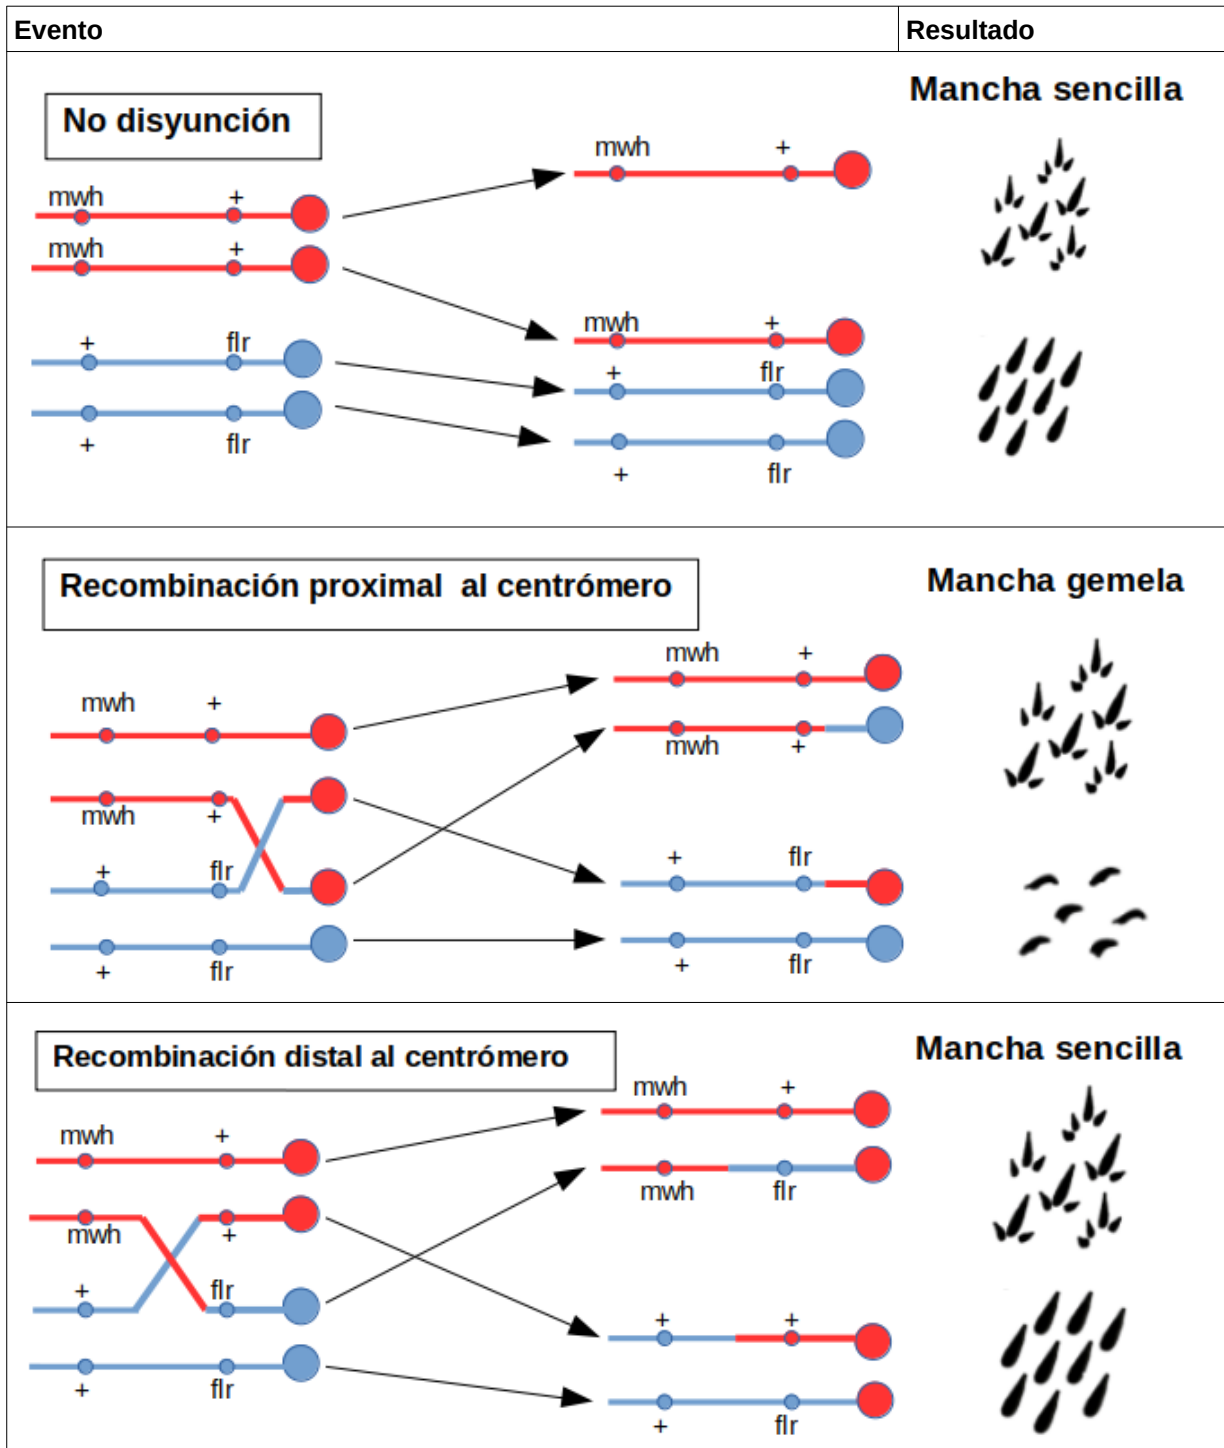 Evento Resultado
No disyunción
Mancha sencilla
mwh +
mwh +
mwh +
+ flr
+ flr
mwh +
+ flr
+ flr
Recombinación proximal al centrómero
Mancha gemela
mwh +
mwh +
+ flr
+ flr
mwh +
mwh +
+ flr
+ flr
Recombinación distal al centrómero
Mancha sencilla
mwh +
mwh +
+ flr
+ flr
mwh +
mwh flr
+ +
+ flr